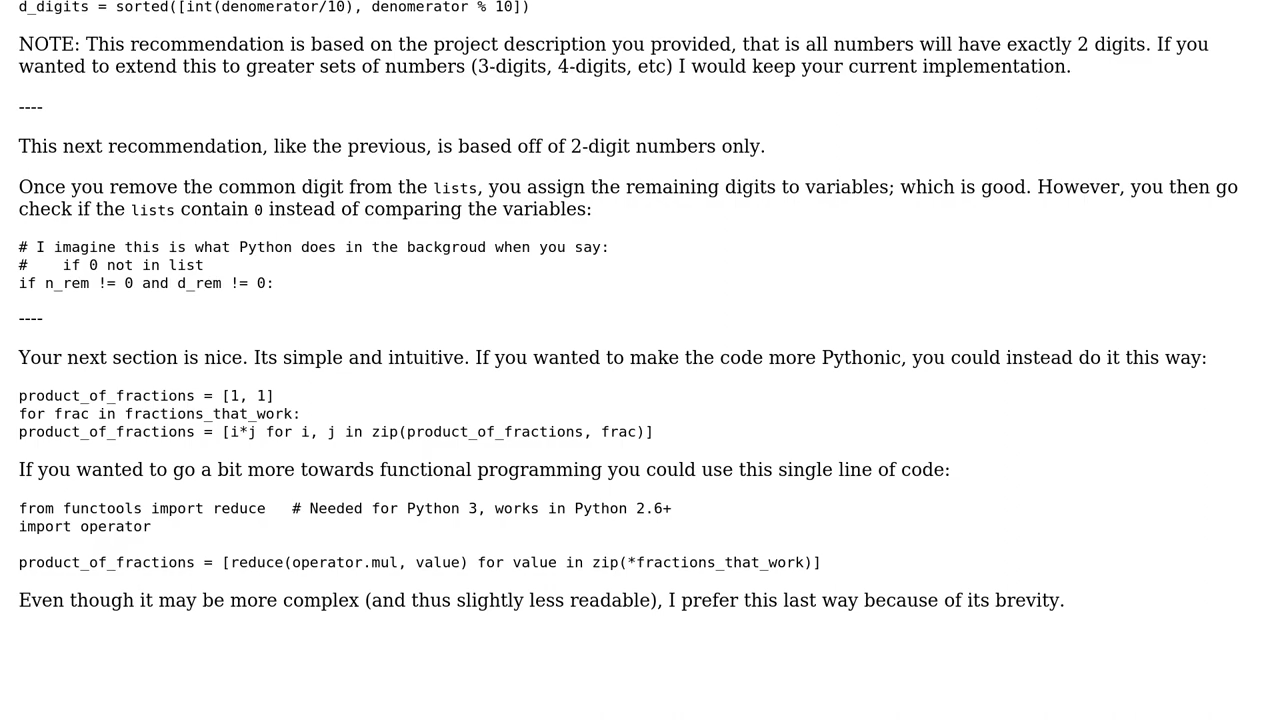 d_digits = sorted([int(denomerator/10), denomerator % 10])
NOTE: This recommendation is based on the project description you provided, that is all numbers will have exactly 2 digits. If you
wanted to extend this to greater sets of numbers (3-digits, 4-digits, etc) I would keep your current implementation.
----
This next recommendation, like the previous, is based off of 2-digit numbers only.
Once you remove the common digit from the lists, you assign the remaining digits to variables; which is good. However, you then go
check if the lists contain 0 instead of comparing the variables:
# I imagine this is what Python does in the backgroud when you say:
#    if 0 not in list
if n_rem != 0 and d_rem != 0:
----
Your next section is nice. Its simple and intuitive. If you wanted to make the code more Pythonic, you could instead do it this way:
product_of_fractions = [1, 1]
for frac in fractions_that_work:
product_of_fractions = [i*j for i, j in zip(product_of_fractions, frac)]
If you wanted to go a bit more towards functional programming you could use this single line of code:
from functools import reduce   # Needed for Python 3, works in Python 2.6+
import operator
product_of_fractions = [reduce(operator.mul, value) for value in zip(*fractions_that_work)]
Even though it may be more complex (and thus slightly less readable), I prefer this last way because of its brevity.